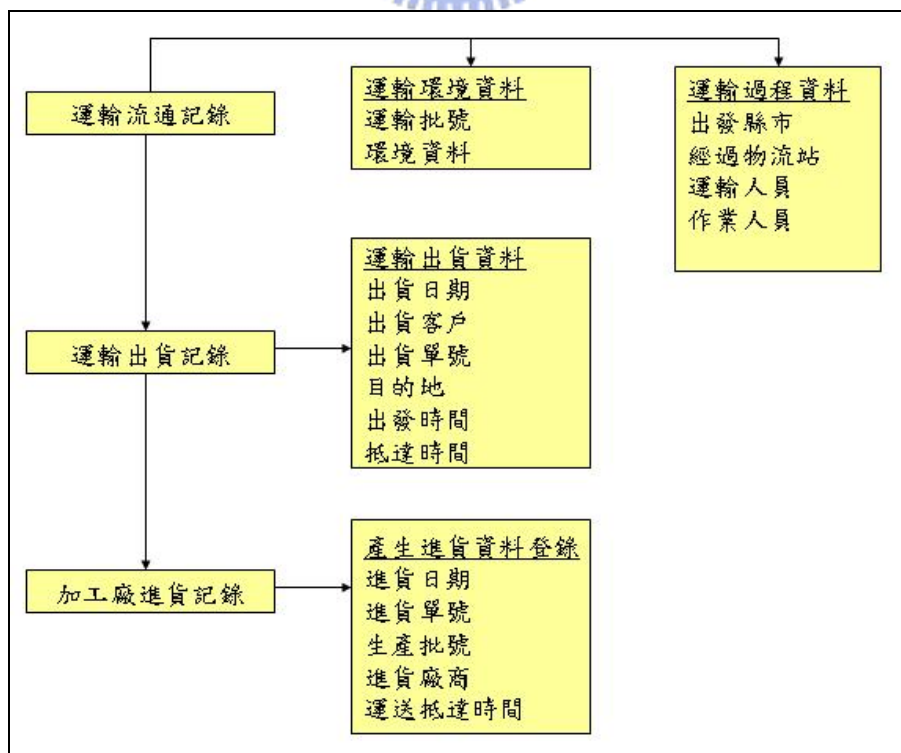 運輸流通記錄
運輸環境資料
運輸批號
環境資料
運輸過程資料
出發縣市
經過物流站
運輸人員
作業人員
運輸出貨記錄
運輸出貨資料
出貨日期
出貨客戶
出貨單號
目的地
出發時間
抵達時間
加工廠進貨記錄
產生進貨資料登錄
進貨日期
進貨單號
生產批號
進貨廠商
運送抵達時間